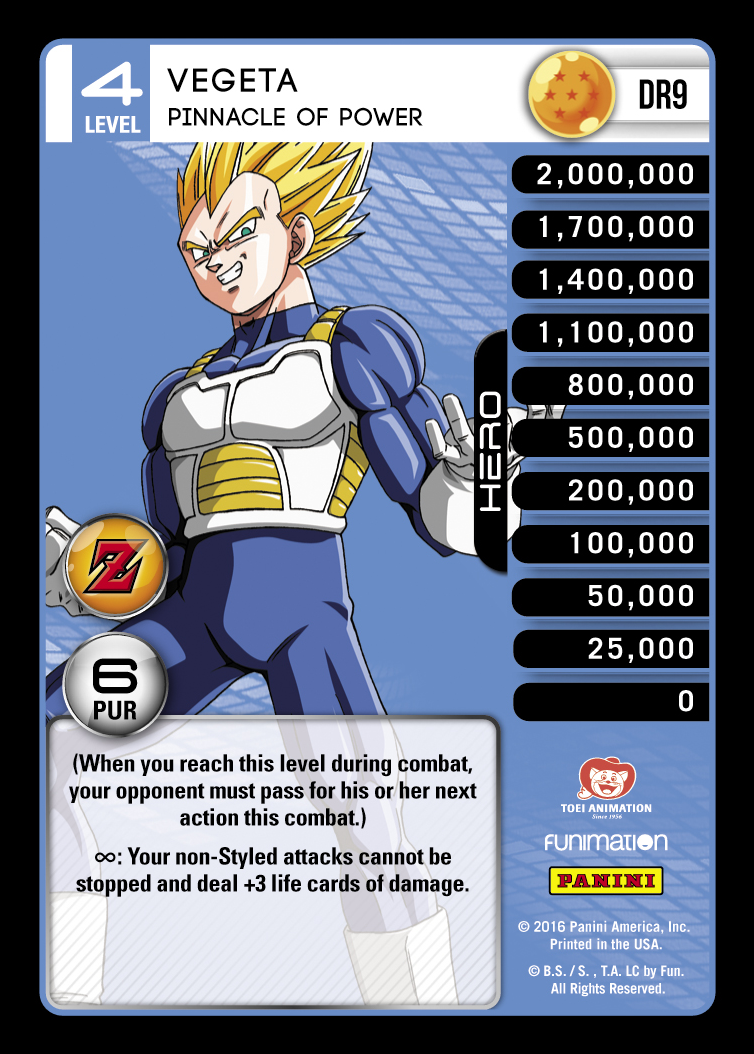 4
LEVEL
VEGETA
PINNACLE OF POWER
DR9
2,000,000
1,700,000
1,400,000
1,100,000
800,000
500,000
200,000
100,000
50,000
25,000
0
HERO
Z
6
PUR
(When you reach this level during combat,
your opponent must pass for his or her next
action this combat.)
∞: Your non-Styled attacks cannot be
stopped and deal +3 life cards of damage.
TOEI ANIMATION
Since 1956
FUNIMATION
PANINI
© 2016 Panini America, Inc.
Printed in the USA.
© B.S. / S. , T.A. LC by Fun.
All Rights Reserved.